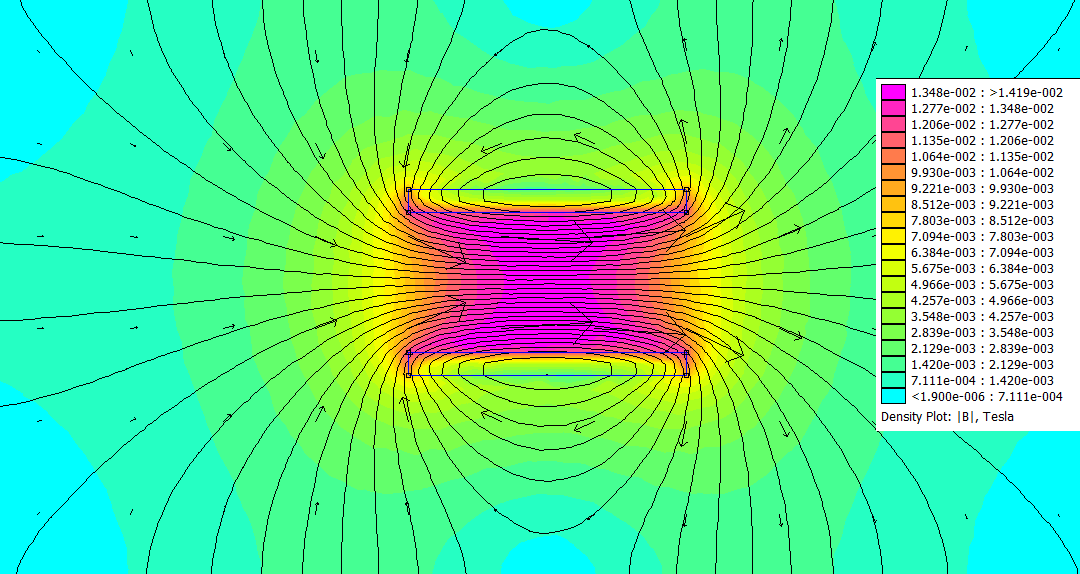 1.348e-002 : >1.419e-002
1.277e-002 : 1.348e-002
1.206e-002 : 1.277e-002
1.135e-002 : 1.206e-002
1.064e-002 : 1.135e-002
9.930e-003 : 1.064e-002
9.221e-003 : 9.930e-003
8.512e-003 : 9.221e-003
7.803e-003 : 8.512e-003
7.094e-003 : 7.803e-003
6.384e-003 : 7.094e-003
5.675e-003 : 6.384e-003
4.966e-003 : 5.675e-003
4.257e-003 : 4.966e-003
3.548e-003 : 4.257e-003
2.839e-003 : 3.548e-003
2.129e-003 : 2.839e-003
1.420e-003 : 2.129e-003
7.111e-004 : 1.420e-003
<1.900e-006 : 7.111e-004
Density Plot: |B|, Tesla